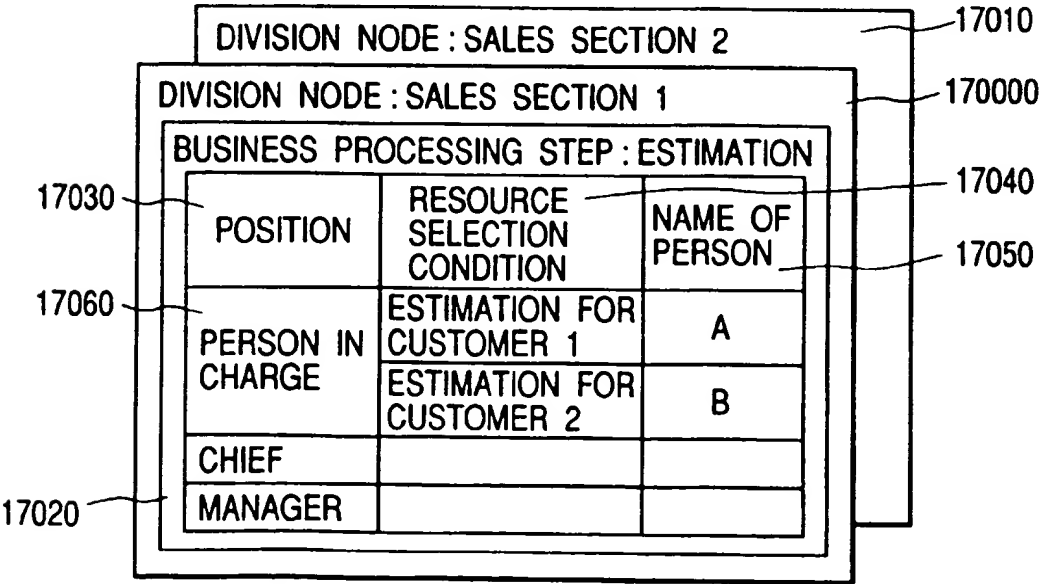 DIVISION NODE : SALES SECTION 2
17010
DIVISION NODE : SALES SECTION 1
170000
BUSINESS PROCESSING STEP : ESTIMATION
17030
POSITION
RESOURCE
SELECTION
CONDITION
17040
NAME OF
PERSON
17050
17060
PERSON IN
CHARGE
ESTIMATION FOR
CUSTOMER 1
A
ESTIMATION FOR
CUSTOMER 2
B
CHIEF
MANAGER
17020